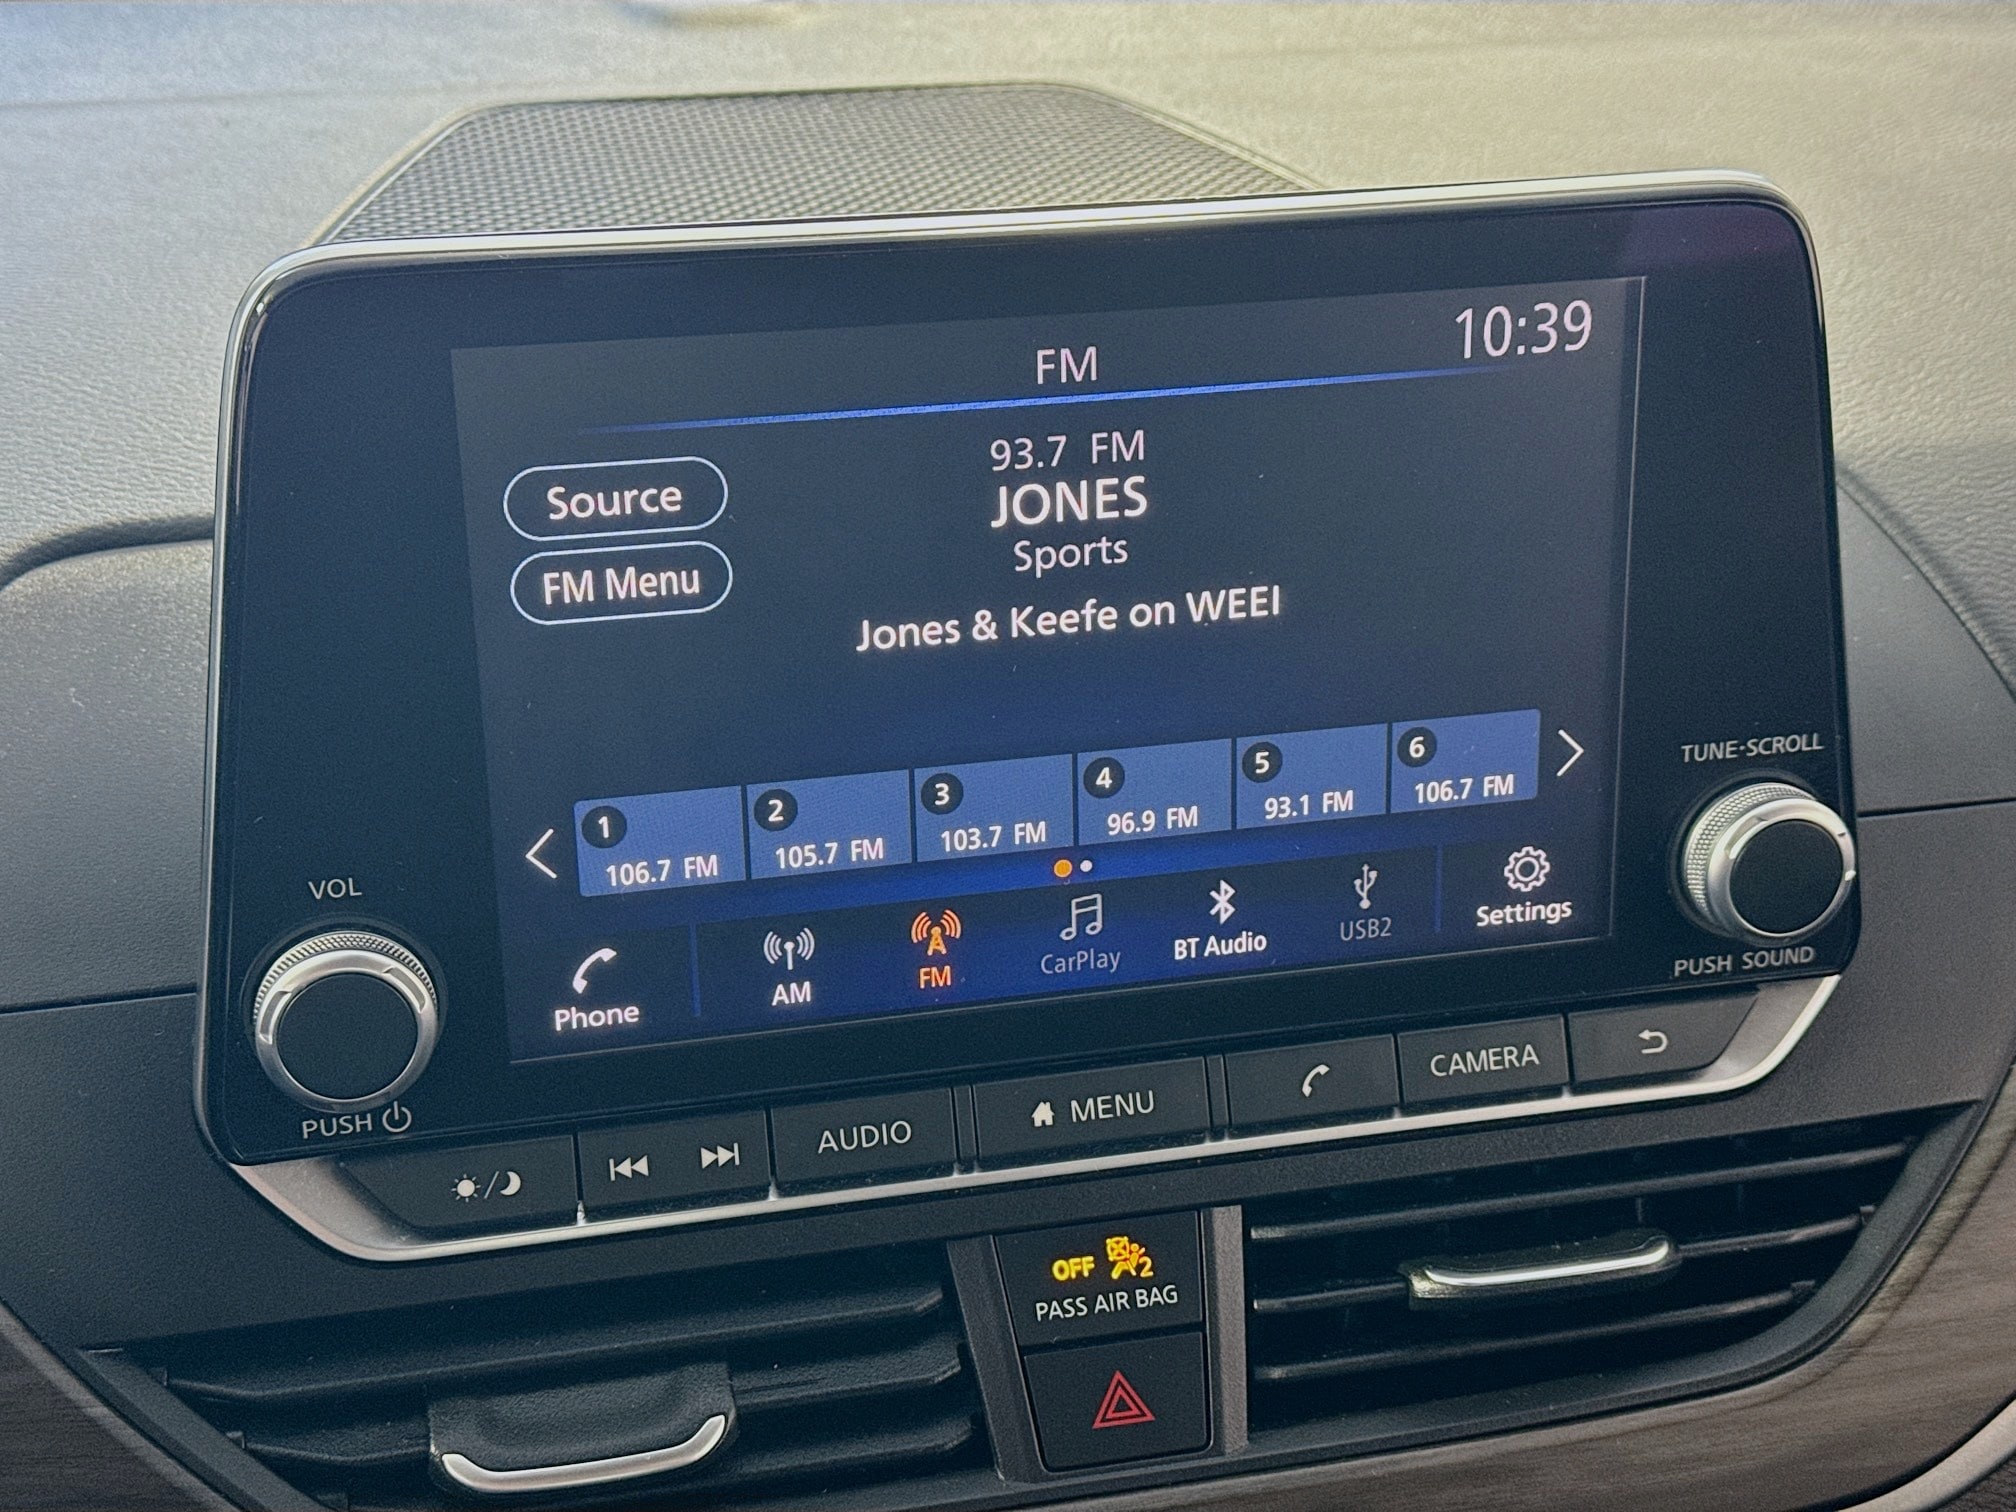 10:39
FM
93.7 FM
JONES
Sports
Jones & Keefe on WEEI
Source
FM Menu
1 106.7 FM
2 105.7 FM
3 103.7 FM
4 96.9 FM
5 93.1 FM
6 106.7 FM
Phone
AM
FM
CarPlay
BT Audio
USB2
Settings
VOL
PUSH
TUNE·SCROLL
PUSH SOUND
AUDIO
MENU
CAMERA
OFF 2
PASS AIR BAG